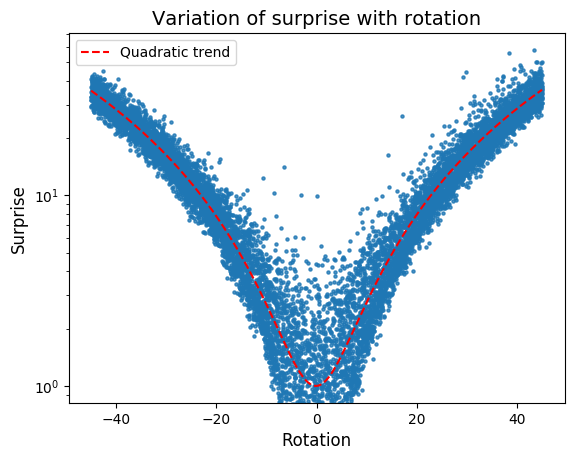 Variation of surprise with rotation
Quadratic trend
Surprise
10¹
10⁰
−40
−20
0
20
40
Rotation